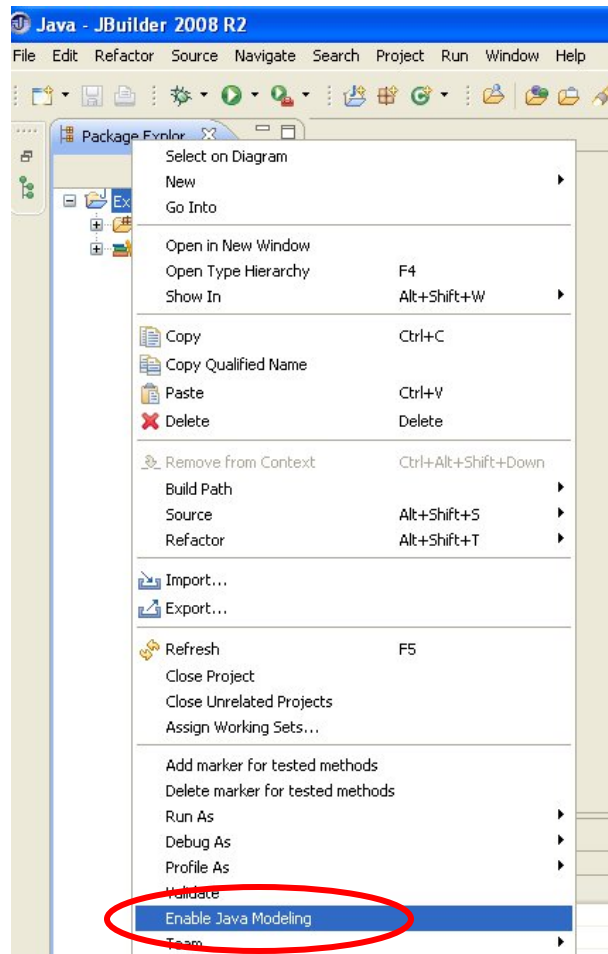 Java - JBuilder 2008 R2
File Edit Refactor Source Navigate Search Project Run Window Help
Package Explor
Select on Diagram
New
Go Into
Open in New Window
Open Type Hierarchy F4
Show In Alt+Shift+W
Copy Ctrl+C
Copy Qualified Name
Paste Ctrl+V
Delete Delete
Remove from Context Ctrl+Alt+Shift+Down
Build Path
Source Alt+Shift+S
Refactor Alt+Shift+T
Import...
Export...
Refresh F5
Close Project
Close Unrelated Projects
Assign Working Sets...
Add marker for tested methods
Delete marker for tested methods
Run As
Debug As
Profile As
Validate
Enable Java Modeling
Team